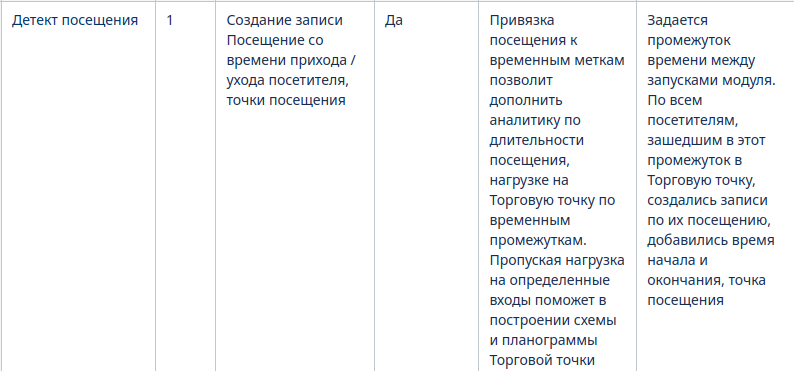 Детект посещения
1
Создание записи
Посещение со
времени прихода /
ухода посетителя,
точки посещения
Да
Привязка
посещения к
временным меткам
позволит
дополнить
аналитику по
длительности
посещения,
нагрузке на
Торговую точку по
временным
промежуткам.
Пропуская нагрузка
на определенные
входы поможет в
построении схемы
и планограммы
Торговой точки
Задается
промежуток
времени между
запусками модуля.
По всем
посетителям,
зашедшим в этот
промежуток в
Торговую точку,
создались записи
по их посещению,
добавились время
начала и
окончания, точка
посещения